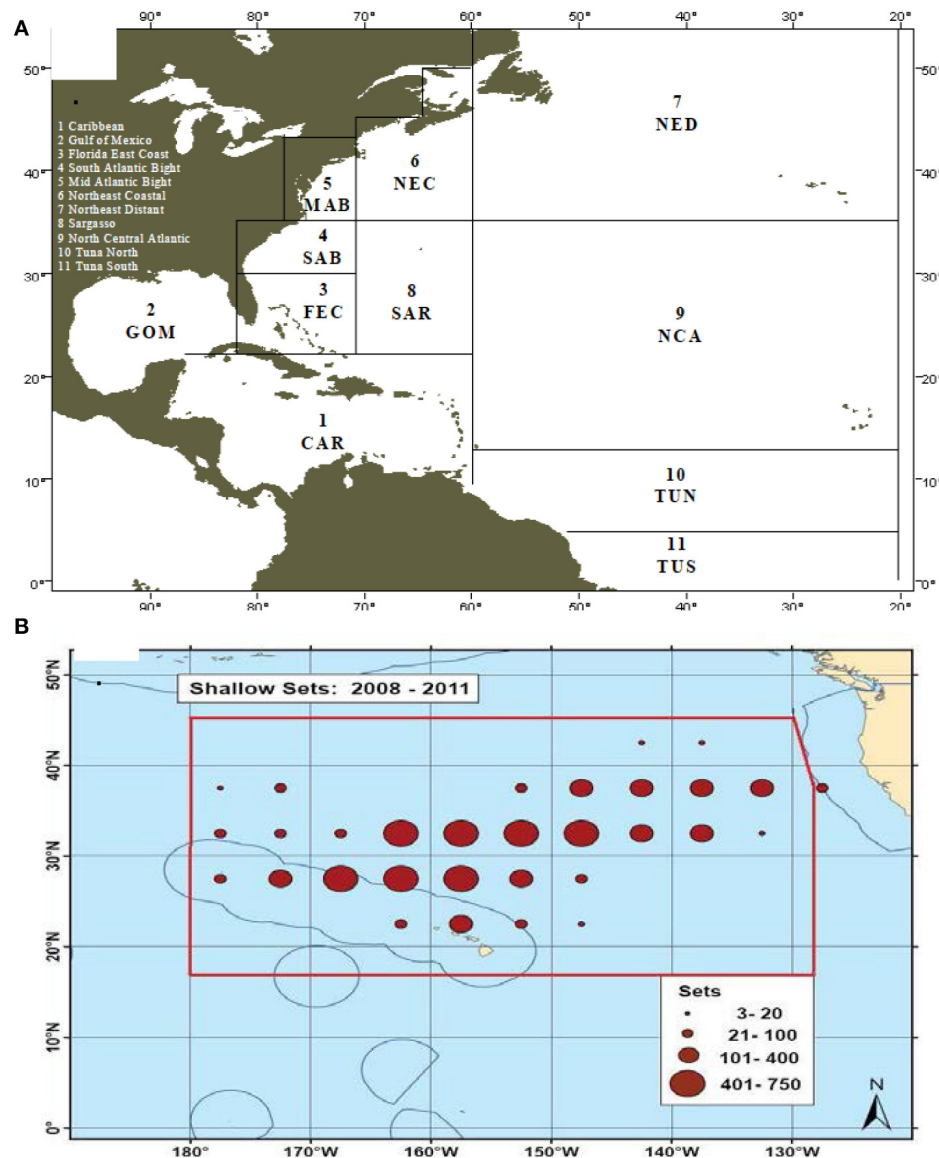 A
90° 80° 70° 60° 50° 40° 30° 20°
50°
40°
30°
20°
10°
0°
50°
40°
30°
20°
10°
0°
1 Caribbean
2 Gulf of Mexico
3 Florida East Coast
4 South Atlantic Bight
5 Mid Atlantic Bight
6 Northeast Coastal
7 Northeast Distant
8 Sargasso
9 North Central Atlantic
10 Tuna North
11 Tuna South
7
NED
6
NEC
5
MAB
4
SAB
3
FEC
2
GOM
8
SAR
9
NCA
1
CAR
10
TUN
11
TUS
90° 80° 70° 60° 50° 40° 30° 20°
B
Shallow Sets: 2008 - 2011
50°N
40°N
30°N
20°N
10°N
0°
Sets
3- 20
21- 100
101- 400
401- 750
N
180° 170°W 160°W 150°W 140°W 130°W